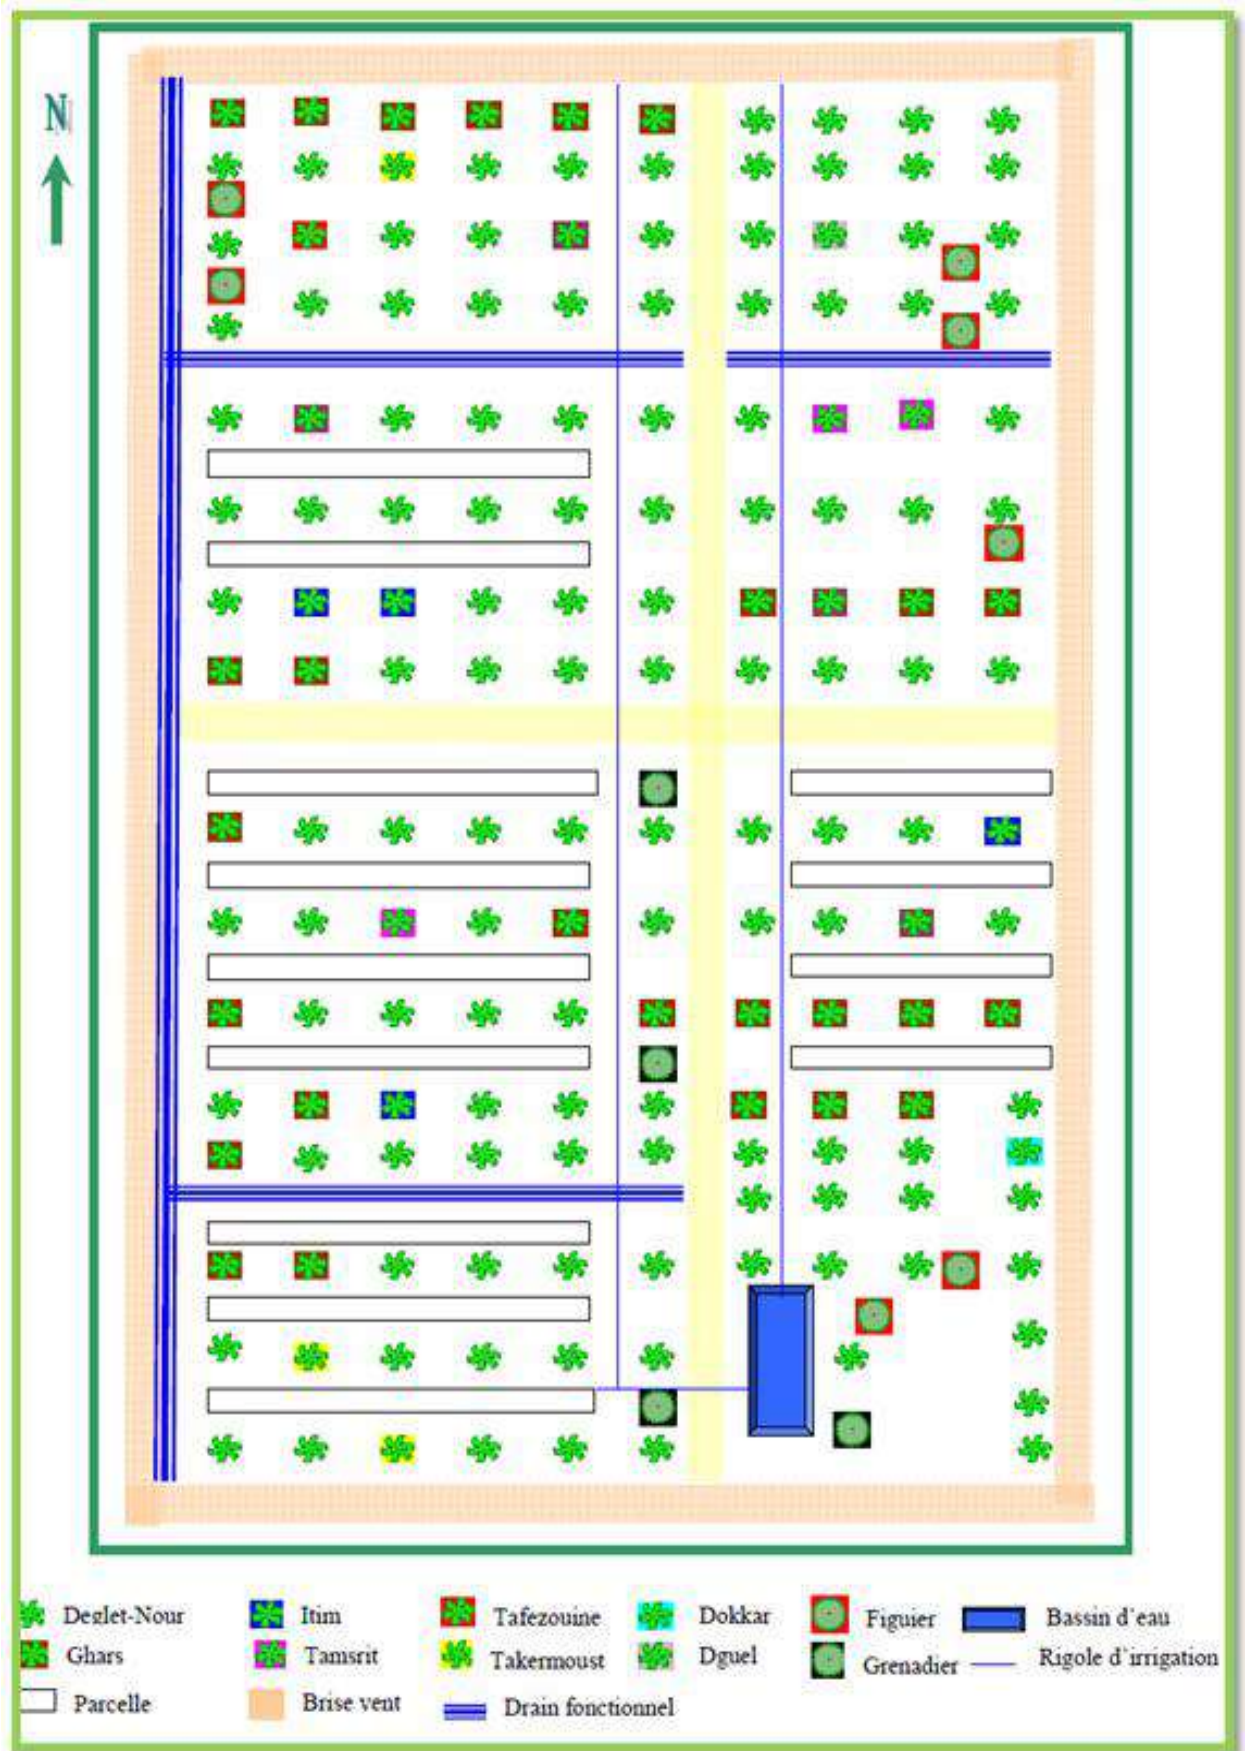 N
Deglet-Nour Itim Tafezouine Dokkar Figuier Bassin d'eau
Ghars Tamsrit Takermoust Dguel Grenadier Rigole d'irrigation
Parcelle Brise vent Drain fonctionnel